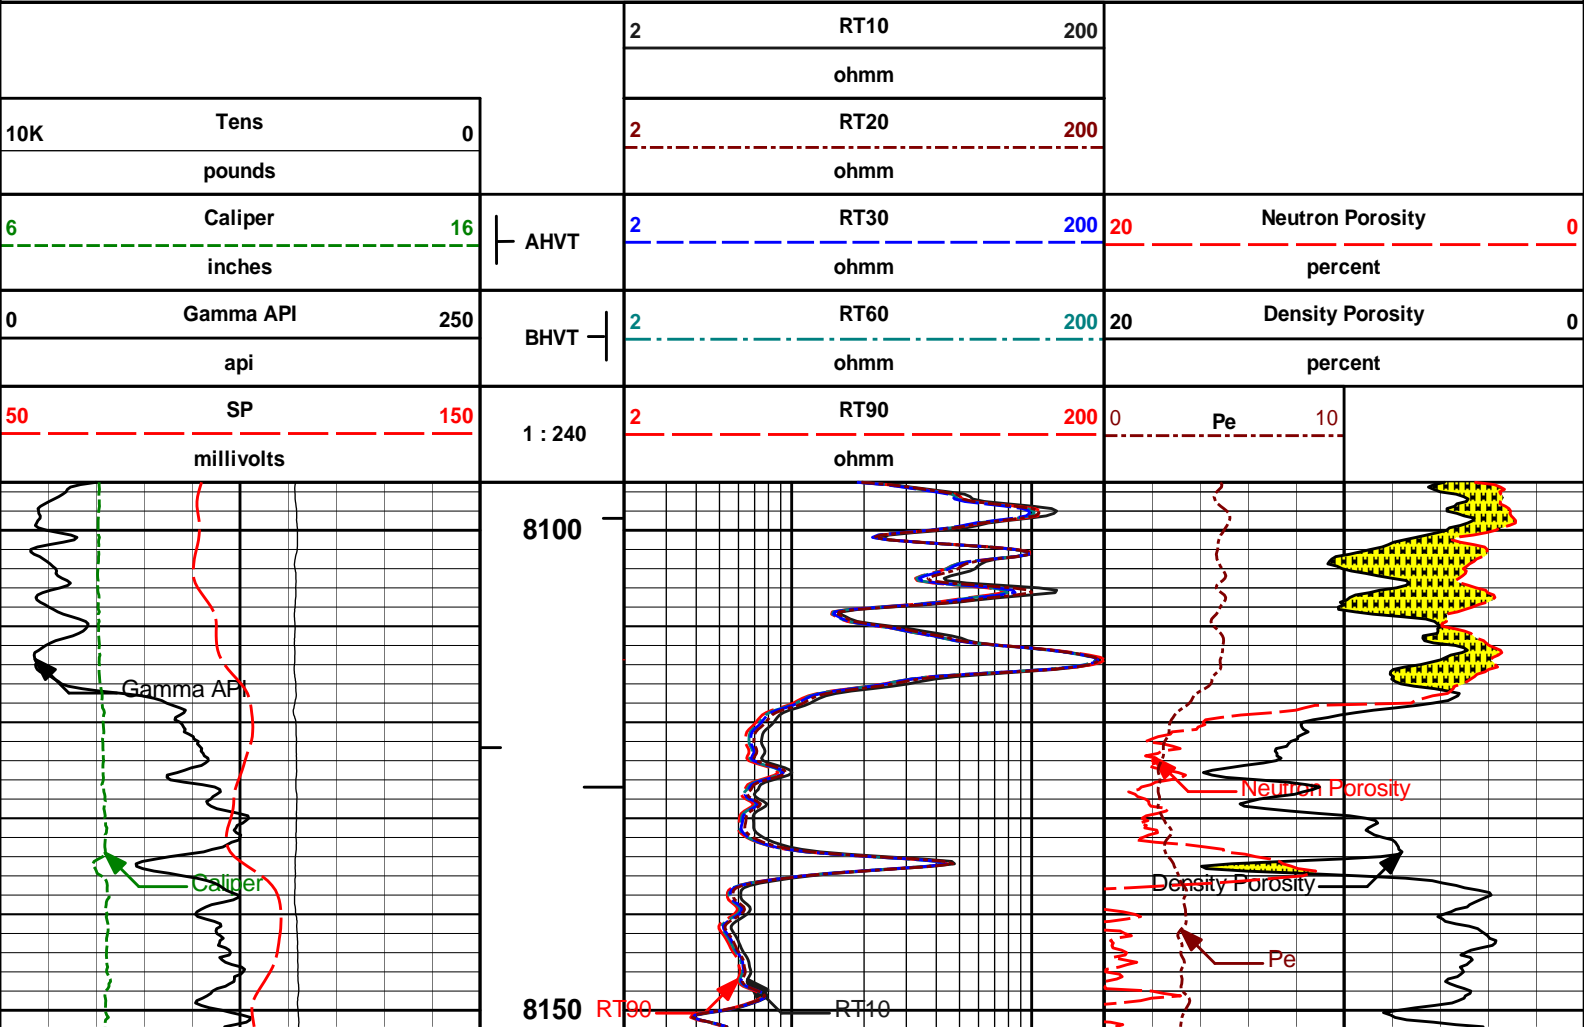 2 RT10 200
ohmm
10K Tens 0
pounds
2 RT20 200
ohmm
6 Caliper 16
inches
AHVT
2 RT30 200
ohmm
20 Neutron Porosity 0
percent
0 Gamma API 250
api
BHVT
2 RT60 200
ohmm
20 Density Porosity 0
percent
50 SP 150
millivolts
1 : 240
2 RT90 200
ohmm
0 Pe 10
8100
Gamma API
Neutron Porosity
Caliper
Density Porosity
Pe
8150
RT90
RT10